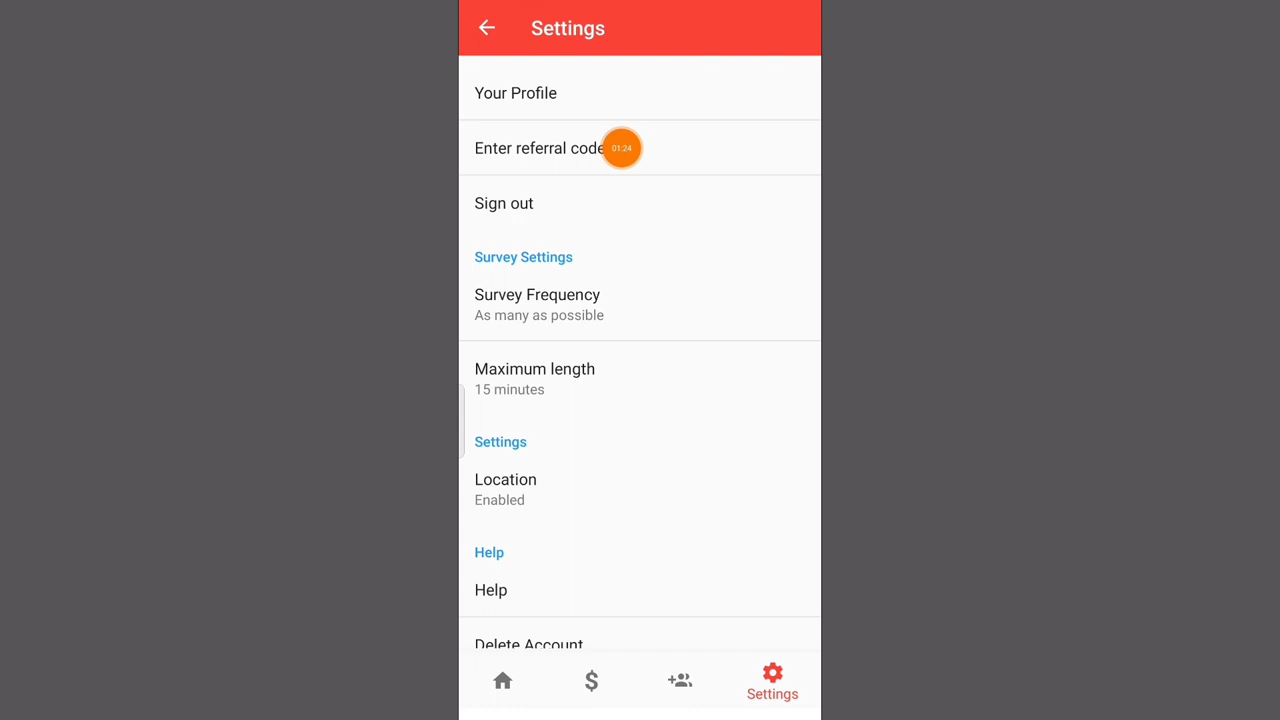 Settings
Your Profile
Enter referral code
01:24
Sign out
Survey Settings
Survey Frequency
As many as possible
Maximum length
15 minutes
Settings
Location
Enabled
Help
Help
Delete Account
$
Settings